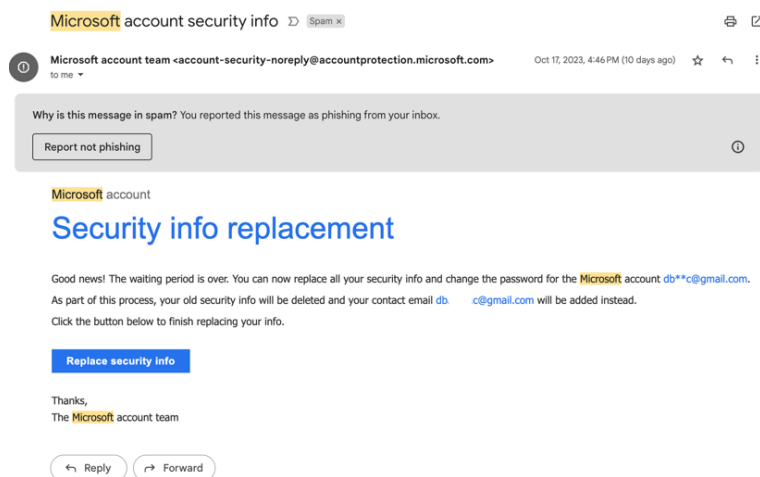 Microsoft account security info Spam ×
Microsoft account team <account-security-noreply@accountprotection.microsoft.com> Oct 17, 2023, 4:46 PM (10 days ago)
to me
Why is this message in spam? You reported this message as phishing from your inbox.
Report not phishing
Microsoft account
Security info replacement
Good news! The waiting period is over. You can now replace all your security info and change the password for the Microsoft account db**c@gmail.com.
As part of this process, your old security info will be deleted and your contact email db. .c@gmail.com will be added instead.
Click the button below to finish replacing your info.
Replace security info
Thanks,
The Microsoft account team
Reply Forward